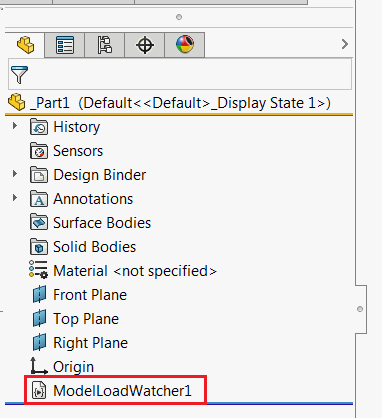 _Part1 (Default<<Default>_Display State 1>)
History
Sensors
Design Binder
Annotations
Surface Bodies
Solid Bodies
Material <not specified>
Front Plane
Top Plane
Right Plane
Origin
ModelLoadWatcher1